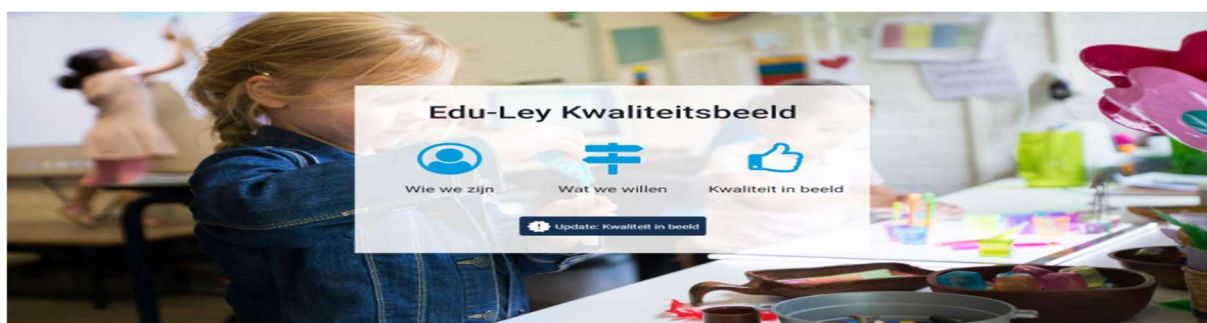 Edu-Ley Kwaliteitsbeeld
Wie we zijn
Wat we willen
Kwaliteit in beeld
Update: Kwaliteit in beeld